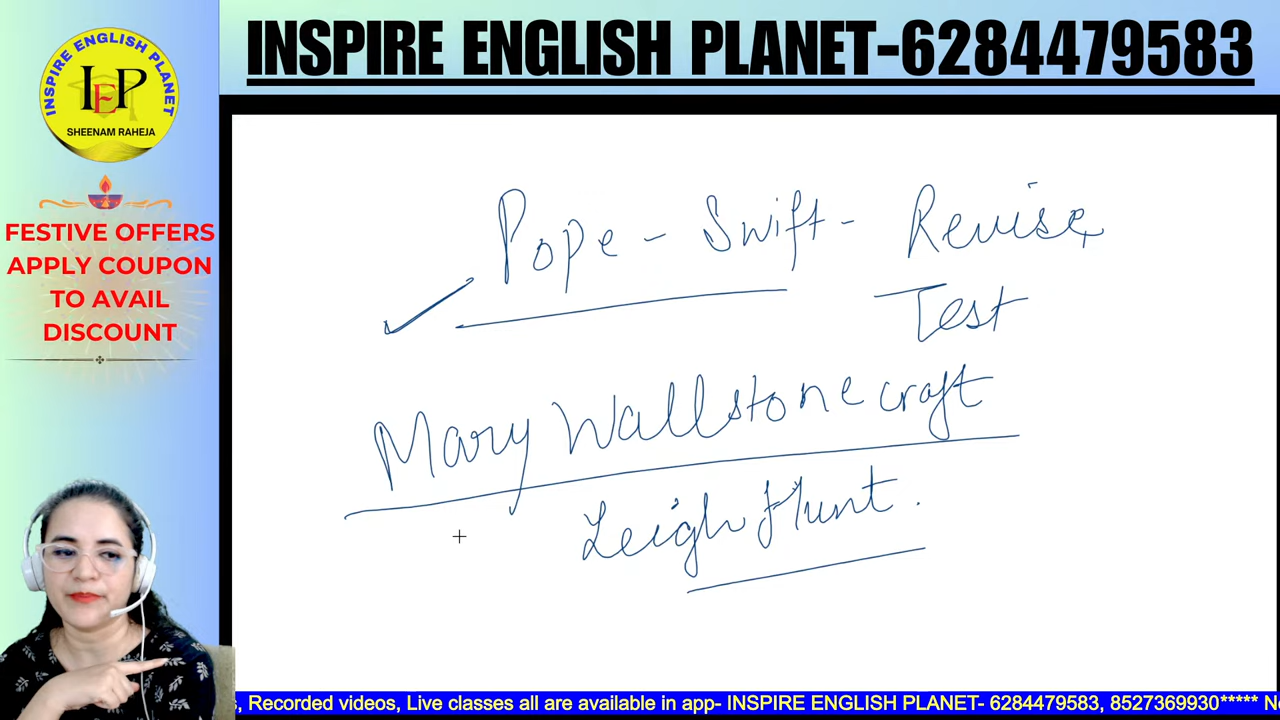 INSPIRE ENGLISH PLANET-6284479583
INSPIRE ENGLISH PLANET
IEP
SHEENAM RAHEJA
FESTIVE OFFERS
APPLY COUPON
TO AVAIL
DISCOUNT
Pope - Swift - Revise
Test
Mary Wallstonecraft
Leigh Hunt.
, Recorded videos, Live classes all are available in app- INSPIRE ENGLISH PLANET- 6284479583, 8527369930*****